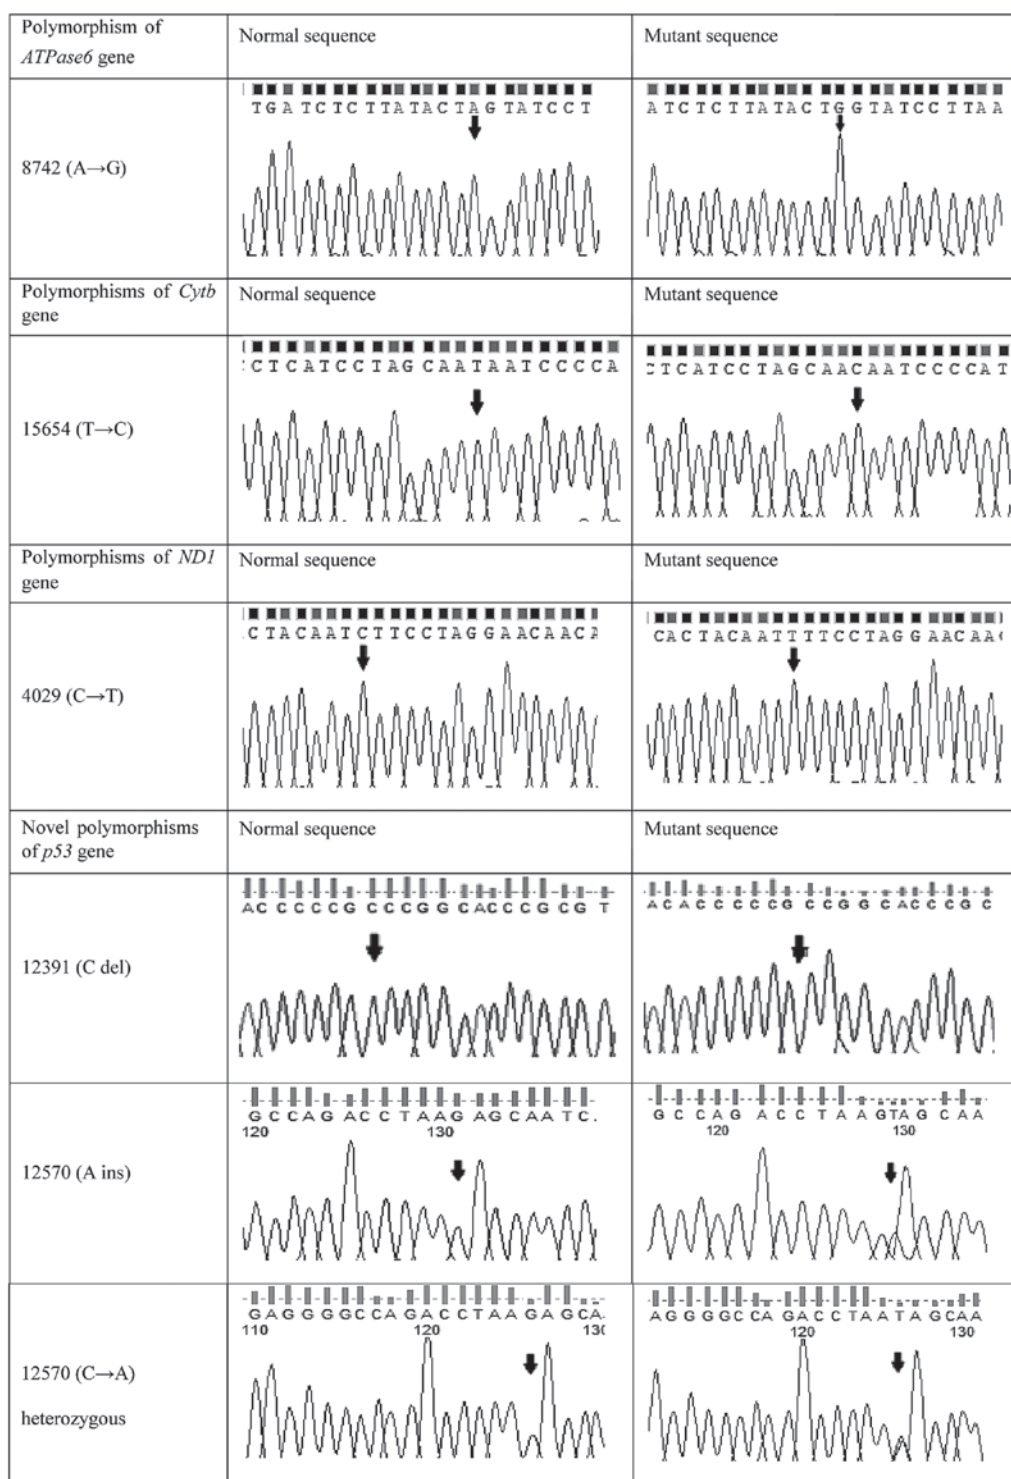 Polymorphism of
ATPase6 gene
Normal sequence
Mutant sequence
8742 (A→G)
TGATCTCTTATACTAGTATCCT
ATCTCTTATACTGGTATCCTTAA
Polymorphisms of Cytb
gene
Normal sequence
Mutant sequence
15654 (T→C)
CTCATCCTAGCAATAATCCCCA
CTCATCCTAGCAACAATCCCCAT
Polymorphisms of ND1
gene
Normal sequence
Mutant sequence
4029 (C→T)
CTACAATCTTCCTAGGAACAACA
CACTACAATTTTCCTAGGAACAA
Novel polymorphisms
of p53 gene
Normal sequence
Mutant sequence
12391 (C del)
ACCCCCGCCCGGCACCCGCGT
ACACCCCCGCCGGCACCCGC
12570 (A ins)
GCCAGACCTAAGAGCAATC.
120 130
GCCAGACCTAAGTAGCAA
120 130
12570 (C→A)
heterozygous
GAGGGGCCAGACCTAAGAGCA
110 120 130
AGGGGCCAGACCTAATAGCAA
120 130